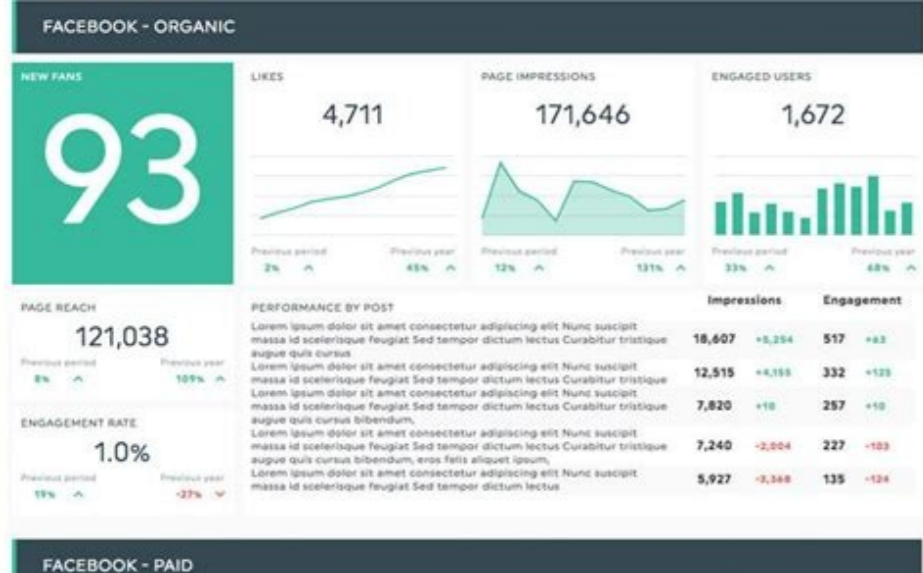 FACEBOOK - ORGANIC
NEW FANS
93
LIKES
4,711
Previous period
Previous year
2%
45%
PAGE IMPRESSIONS
171,646
Previous period
Previous year
12%
131%
ENGAGED USERS
1,672
Previous period
Previous year
33%
68%
PAGE REACH
121,038
Previous period
Previous year
8%
109%
ENGAGEMENT RATE
1.0%
Previous period
Previous year
19%
-27%
PERFORMANCE BY POST
Impressions
Engagement
Lorem ipsum dolor sit amet consectetur adipiscing elit Nunc suscipit
massa id scelerisque feugiat Sed tempor dictum lectus Curabitur tristique
augue quis cursus
18,607 +5,254 517 +63
Lorem ipsum dolor sit amet consectetur adipiscing elit Nunc suscipit
massa id scelerisque feugiat Sed tempor dictum lectus Curabitur tristique
12,515 +4,155 332 +125
Lorem ipsum dolor sit amet consectetur adipiscing elit Nunc suscipit
massa id scelerisque feugiat Sed tempor dictum lectus Curabitur tristique
augue quis cursus bibendum,
7,820 +10 257 +10
Lorem ipsum dolor sit amet consectetur adipiscing elit Nunc suscipit
massa id scelerisque feugiat Sed tempor dictum lectus Curabitur tristique
augue quis cursus bibendum, eros felis aliquet ipsum,
7,240 -2,004 227 -103
Lorem ipsum dolor sit amet consectetur adipiscing elit Nunc suscipit
massa id scelerisque feugiat Sed tempor dictum lectus
5,927 -3,368 135 -124
FACEBOOK - PAID